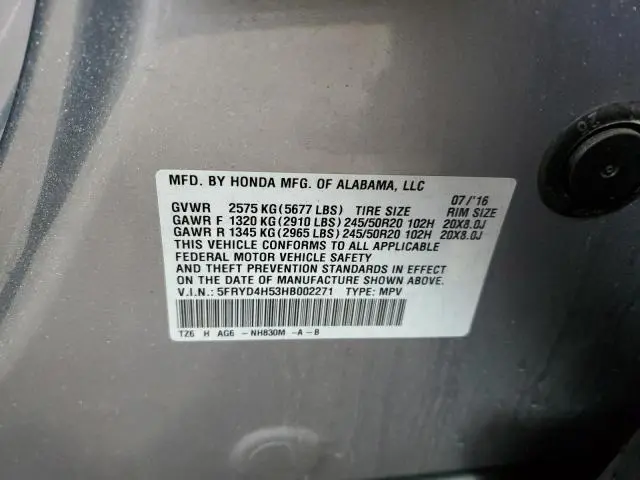 MFD. BY HONDA MFG. OF ALABAMA, LLC
07/'16
GVWR 2575 KG(5677 LBS) TIRE SIZE RIM SIZE
GAWR F 1320 KG(2910 LBS) 245/50R20 102H 20X8.0J
GAWR R 1345 KG(2965 LBS) 245/50R20 102H 20X8.0J
THIS VEHICLE CONFORMS TO ALL APPLICABLE
FEDERAL MOTOR VEHICLE SAFETY
AND THEFT PREVENTION STANDARDS IN EFFECT
ON THE DATE OF MANUFACTURE SHOWN ABOVE.
V.I.N.: 5FRYD4H53HB002271 TYPE: MPV
TZ6 H AG6 - NH830M -A-B